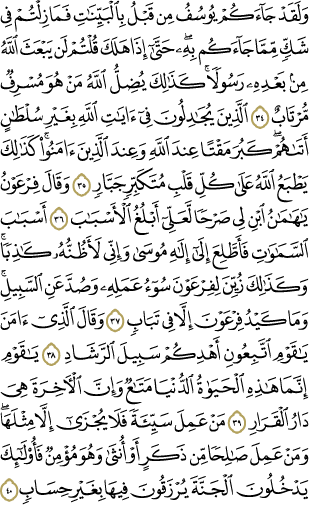 وَلَقَدْ جَآءَكُمْ يُوسُفُ مِن قَبْلُ بِٱلْبَيِّنَٰتِ فَمَا زِلْتُمْ فِى
شَكٍّ مِّمَّا جَآءَكُم بِهِۦ ۖ حَتَّىٰٓ إِذَا هَلَكَ قُلْتُمْ لَن يَبْعَثَ ٱللَّهُ
مِنۢ بَعْدِهِۦ رَسُولًا ۚ كَذَٰلِكَ يُضِلُّ ٱللَّهُ مَنْ هُوَ مُسْرِفٌ
مُّرْتَابٌ ٣٤ ٱلَّذِينَ يُجَٰدِلُونَ فِىٓ ءَايَٰتِ ٱللَّهِ بِغَيْرِ سُلْطَٰنٍ
أَتَىٰهُمْ ۖ كَبُرَ مَقْتًا عِندَ ٱللَّهِ وَعِندَ ٱلَّذِينَ ءَامَنُوا۟ ۚ كَذَٰلِكَ
يَطْبَعُ ٱللَّهُ عَلَىٰ كُلِّ قَلْبِ مُتَكَبِّرٍ جَبَّارٍ ٣٥ وَقَالَ فِرْعَوْنُ
يَٰهَٰمَٰنُ ٱبْنِ لِى صَرْحًا لَّعَلِّىٓ أَبْلُغُ ٱلْأَسْبَٰبَ ٣٦ أَسْبَٰبَ
ٱلسَّمَٰوَٰتِ فَأَطَّلِعَ إِلَىٰٓ إِلَٰهِ مُوسَىٰ وَإِنِّى لَأَظُنُّهُۥ كَٰذِبًا ۚ
وَكَذَٰلِكَ زُيِّنَ لِفِرْعَوْنَ سُوٓءُ عَمَلِهِۦ وَصُدَّ عَنِ ٱلسَّبِيلِ ۚ
وَمَا كَيْدُ فِرْعَوْنَ إِلَّا فِى تَبَابٍ ٣٧ وَقَالَ ٱلَّذِىٓ ءَامَنَ
يَٰقَوْمِ ٱتَّبِعُونِ أَهْدِكُمْ سَبِيلَ ٱلرَّشَادِ ٣٨ يَٰقَوْمِ
إِنَّمَا هَٰذِهِ ٱلْحَيَوٰةُ ٱلدُّنْيَا مَتَٰعٌ وَإِنَّ ٱلْءَاخِرَةَ هِىَ
دَارُ ٱلْقَرَارِ ٣٩ مَنْ عَمِلَ سَيِّئَةً فَلَا يُجْزَىٰٓ إِلَّا مِثْلَهَا ۖ
وَمَنْ عَمِلَ صَٰلِحًا مِّن ذَكَرٍ أَوْ أُنثَىٰ وَهُوَ مُؤْمِنٌ فَأُو۟لَٰٓئِكَ
يَدْخُلُونَ ٱلْجَنَّةَ يُرْزَقُونَ فِيهَا بِغَيْرِ حِسَابٍ ٤٠